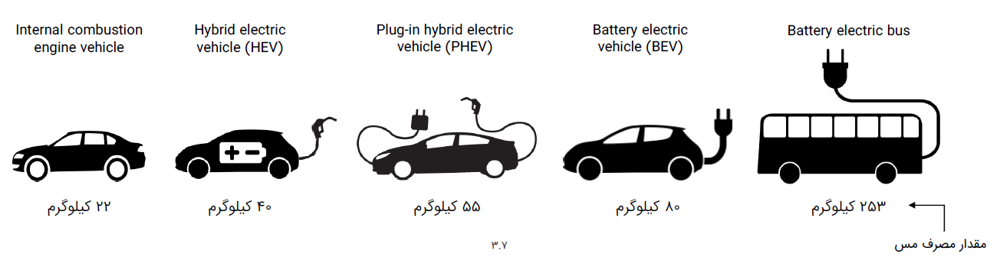 Internal combustion
engine vehicle
Hybrid electric
vehicle (HEV)
Plug-in hybrid electric
vehicle (PHEV)
Battery electric
vehicle (BEV)
Battery electric bus
۲۲ کیلوگرم
۴۰ کیلوگرم
۵۵ کیلوگرم
۸۰ کیلوگرم
۲۵۳ کیلوگرم
مقدار مصرف مس
۳.۷